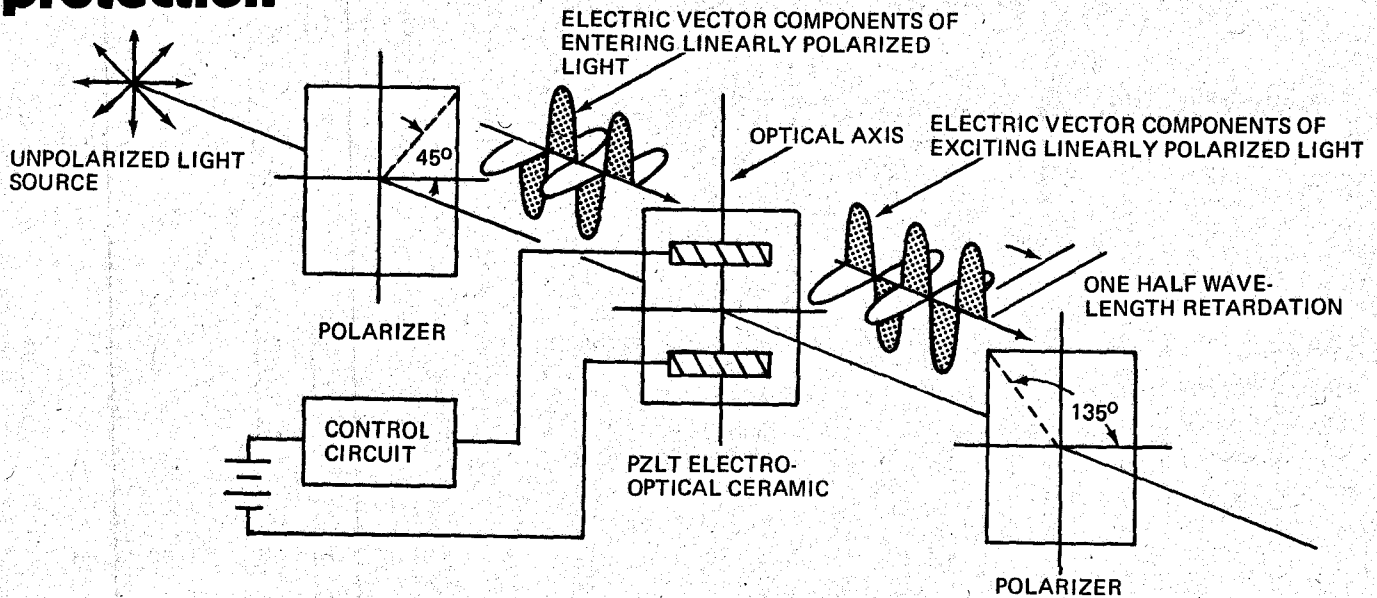 protection
ELECTRIC VECTOR COMPONENTS OF
ENTERING LINEARLY POLARIZED
LIGHT
OPTICAL AXIS
ELECTRIC VECTOR COMPONENTS OF
EXCITING LINEARLY POLARIZED LIGHT
UNPOLARIZED LIGHT
SOURCE
45°
ONE HALF WAVE-
LENGTH RETARDATION
POLARIZER
135°
CONTROL
CIRCUIT
PZLT ELECTRO-
OPTICAL CERAMIC
POLARIZER